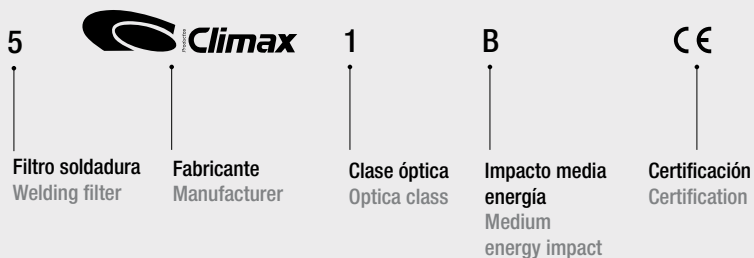 5 Productos Climax 1 B CE
Filtro soldadura
Welding filter
Fabricante
Manufacturer
Clase óptica
Optica class
Impacto media
energía
Medium
energy impact
Certificación
Certification